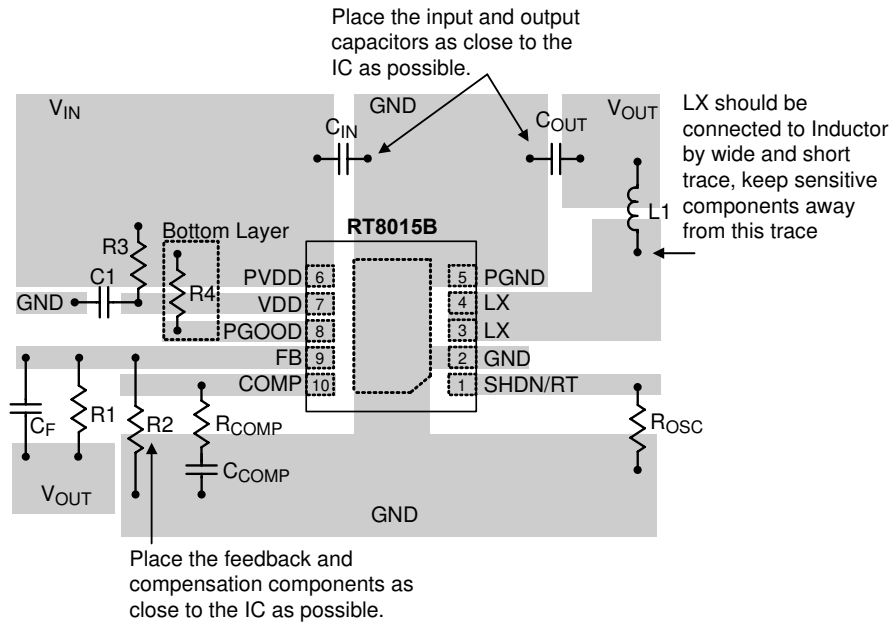 Place the input and output
capacitors as close to the
IC as possible.
VIN
GND
CIN
COUT
VOUT
LX should be
connected to Inductor
by wide and short
trace, keep sensitive
components away
from this trace
L1
Bottom Layer
RT8015B
R3
C1
R4
GND
PVDD 6
VDD 7
PGOOD 8
FB 9
COMP 10
5 PGND
4 LX
3 LX
2 GND
1 SHDN/RT
CF
R1
R2
RCOMP
CCOMP
ROSC
VOUT
GND
Place the feedback and
compensation components as
close to the IC as possible.